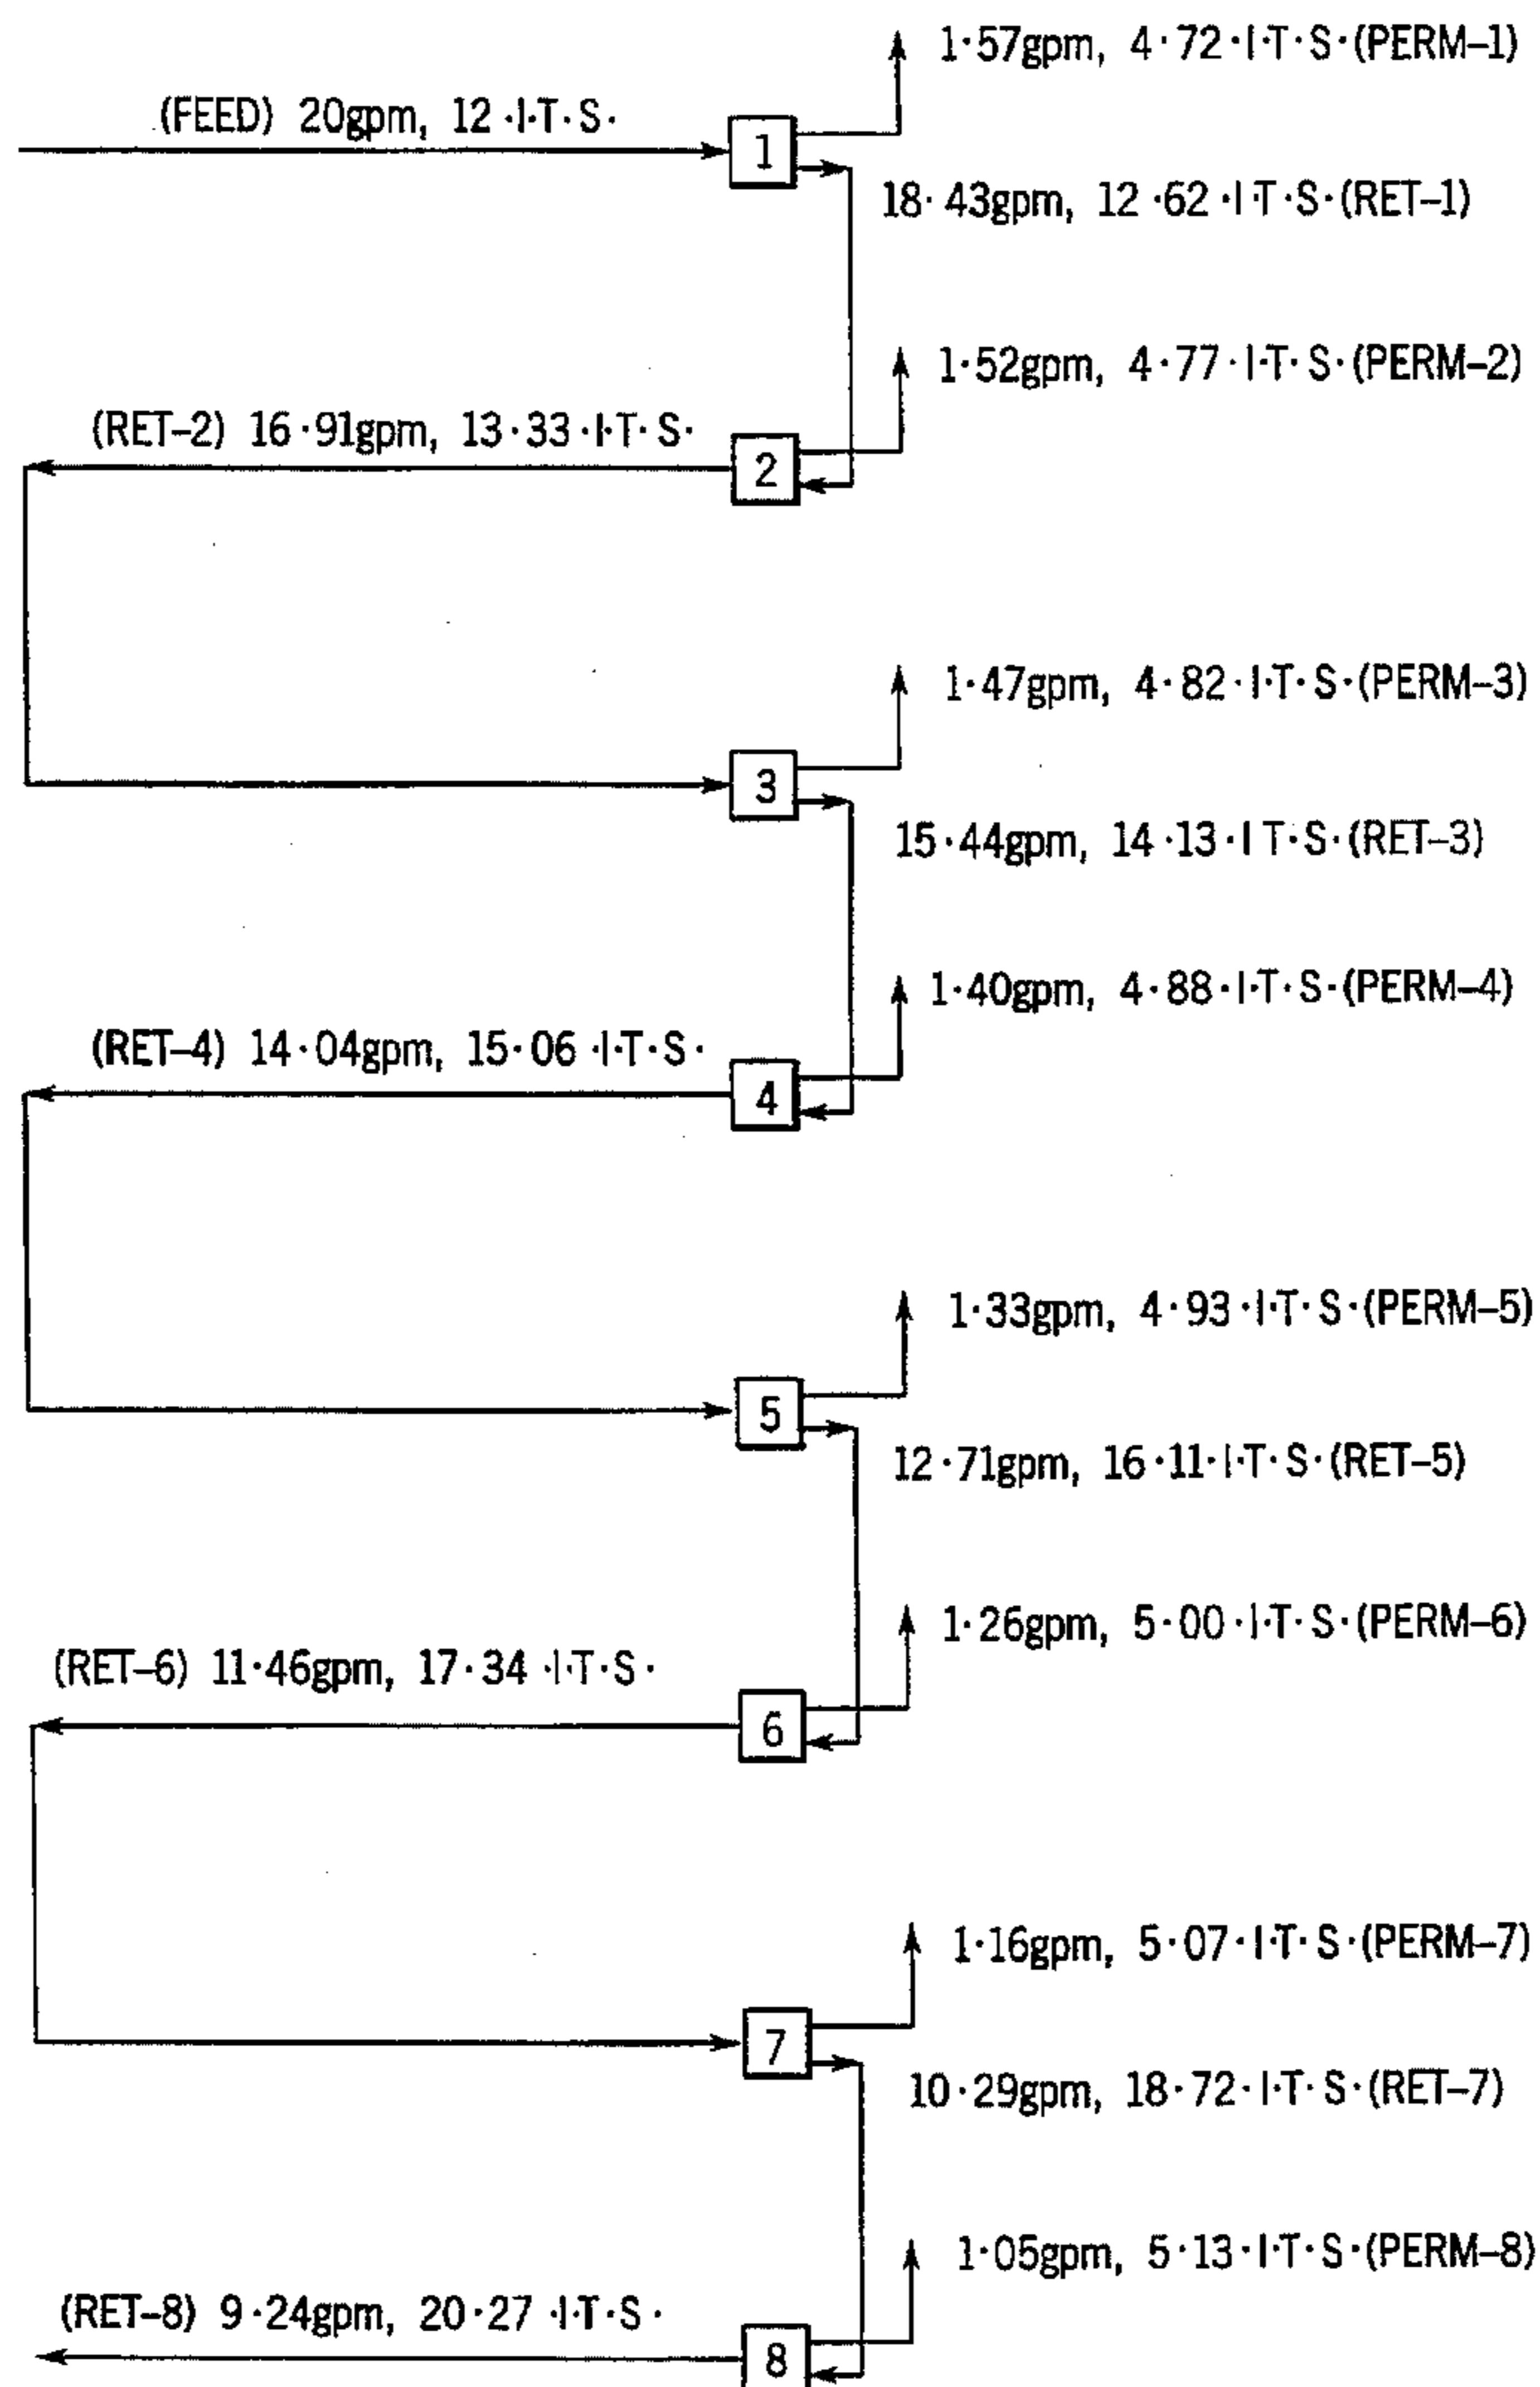 1·57gpm, 4·72·I·T·S·(PERM–1)
(FEED) 20gpm, 12·I·T·S·
1
18·43gpm, 12·62·I·T·S·(RET–1)
1·52gpm, 4·77·I·T·S·(PERM–2)
(RET–2) 16·91gpm, 13·33·I·T·S·
2
1·47gpm, 4·82·I·T·S·(PERM–3)
3
15·44gpm, 14·13·I T·S·(RET–3)
1·40gpm, 4·88·I·T·S·(PERM–4)
(RET–4) 14·04gpm, 15·06·I·T·S·
4
1·33gpm, 4·93·I·T·S·(PERM–5)
5
12·71gpm, 16·11·I·T·S·(RET–5)
1·26gpm, 5·00·I·T·S·(PERM–6)
(RET–6) 11·46gpm, 17·34·I·T·S·
6
1·16gpm, 5·07·I·T·S·(PERM–7)
7
10·29gpm, 18·72·I·T·S·(RET–7)
1·05gpm, 5·13·I·T·S·(PERM–8)
(RET–8) 9·24gpm, 20·27·I·T·S·
8